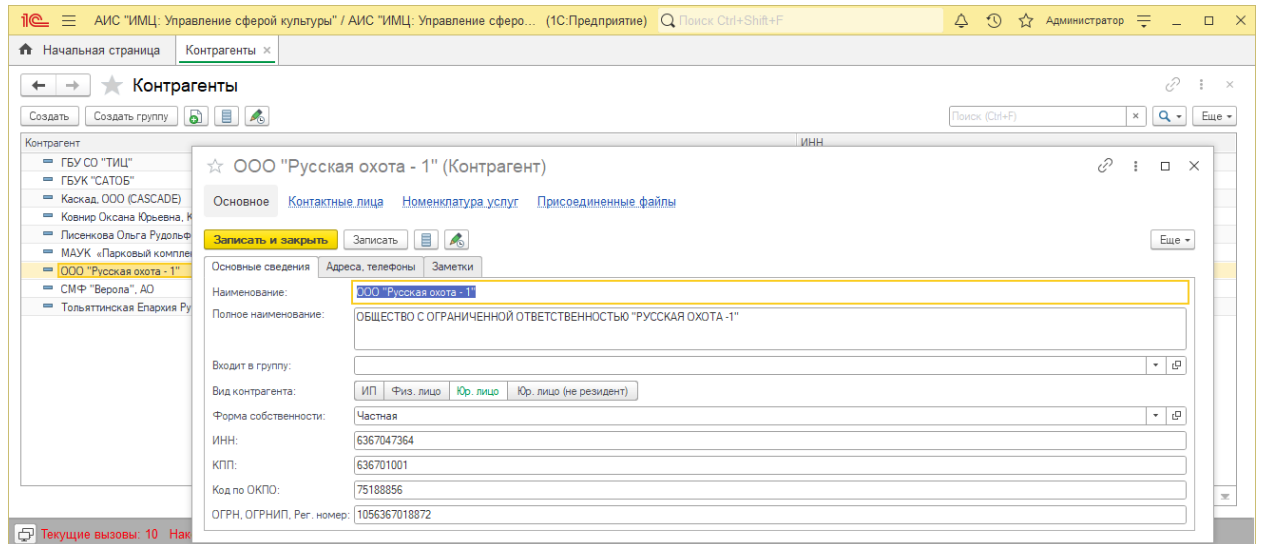 АИС "ИМЦ: Управление сферой культуры" / АИС "ИМЦ: Управление сферо... (1С:Предприятие) Поиск Ctrl+Shift+F Администратор
Начальная страница Контрагенты ×
Контрагенты
Создать Создать группу Поиск (Ctrl+F) × Еще
Контрагент ИНН
ГБУ СО "ТИЦ"
ГБУК "САТОБ"
Каскад, ООО (CASCADE)
Ковнир Оксана Юрьевна, К
Лисенкова Ольга Рудольф
МАУК «Парковый комплек
ООО "Русская охота - 1"
СМФ "Верола", АО
Тольяттинская Епархия Ру
ООО "Русская охота - 1" (Контрагент)
Основное Контактные лица Номенклатура услуг Присоединенные файлы
Записать и закрыть Записать Еще
Основные сведения Адреса, телефоны Заметки
Наименование: ООО "Русская охота - 1"
Полное наименование: ОБЩЕСТВО С ОГРАНИЧЕННОЙ ОТВЕТСТВЕННОСТЬЮ "РУССКАЯ ОХОТА -1"
Входит в группу:
Вид контрагента: ИП Физ. лицо Юр. лицо Юр. лицо (не резидент)
Форма собственности: Частная
ИНН: 6367047364
КПП: 636701001
Код по ОКПО: 75188856
ОГРН, ОГРНИП, Рег. номер: 1056367018872
Текущие вызовы: 10 Нак